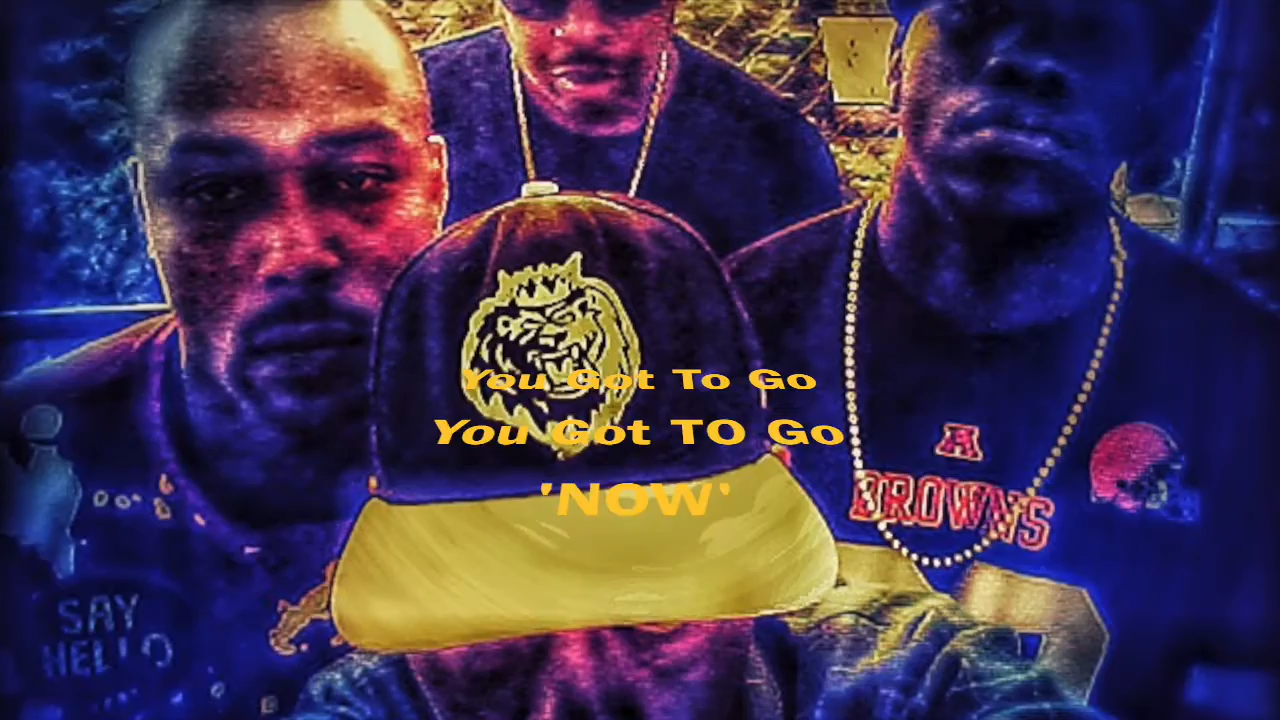 You Got To Go
You Got TO Go
'NOW'
A
BROWNS
SAY
HELLO